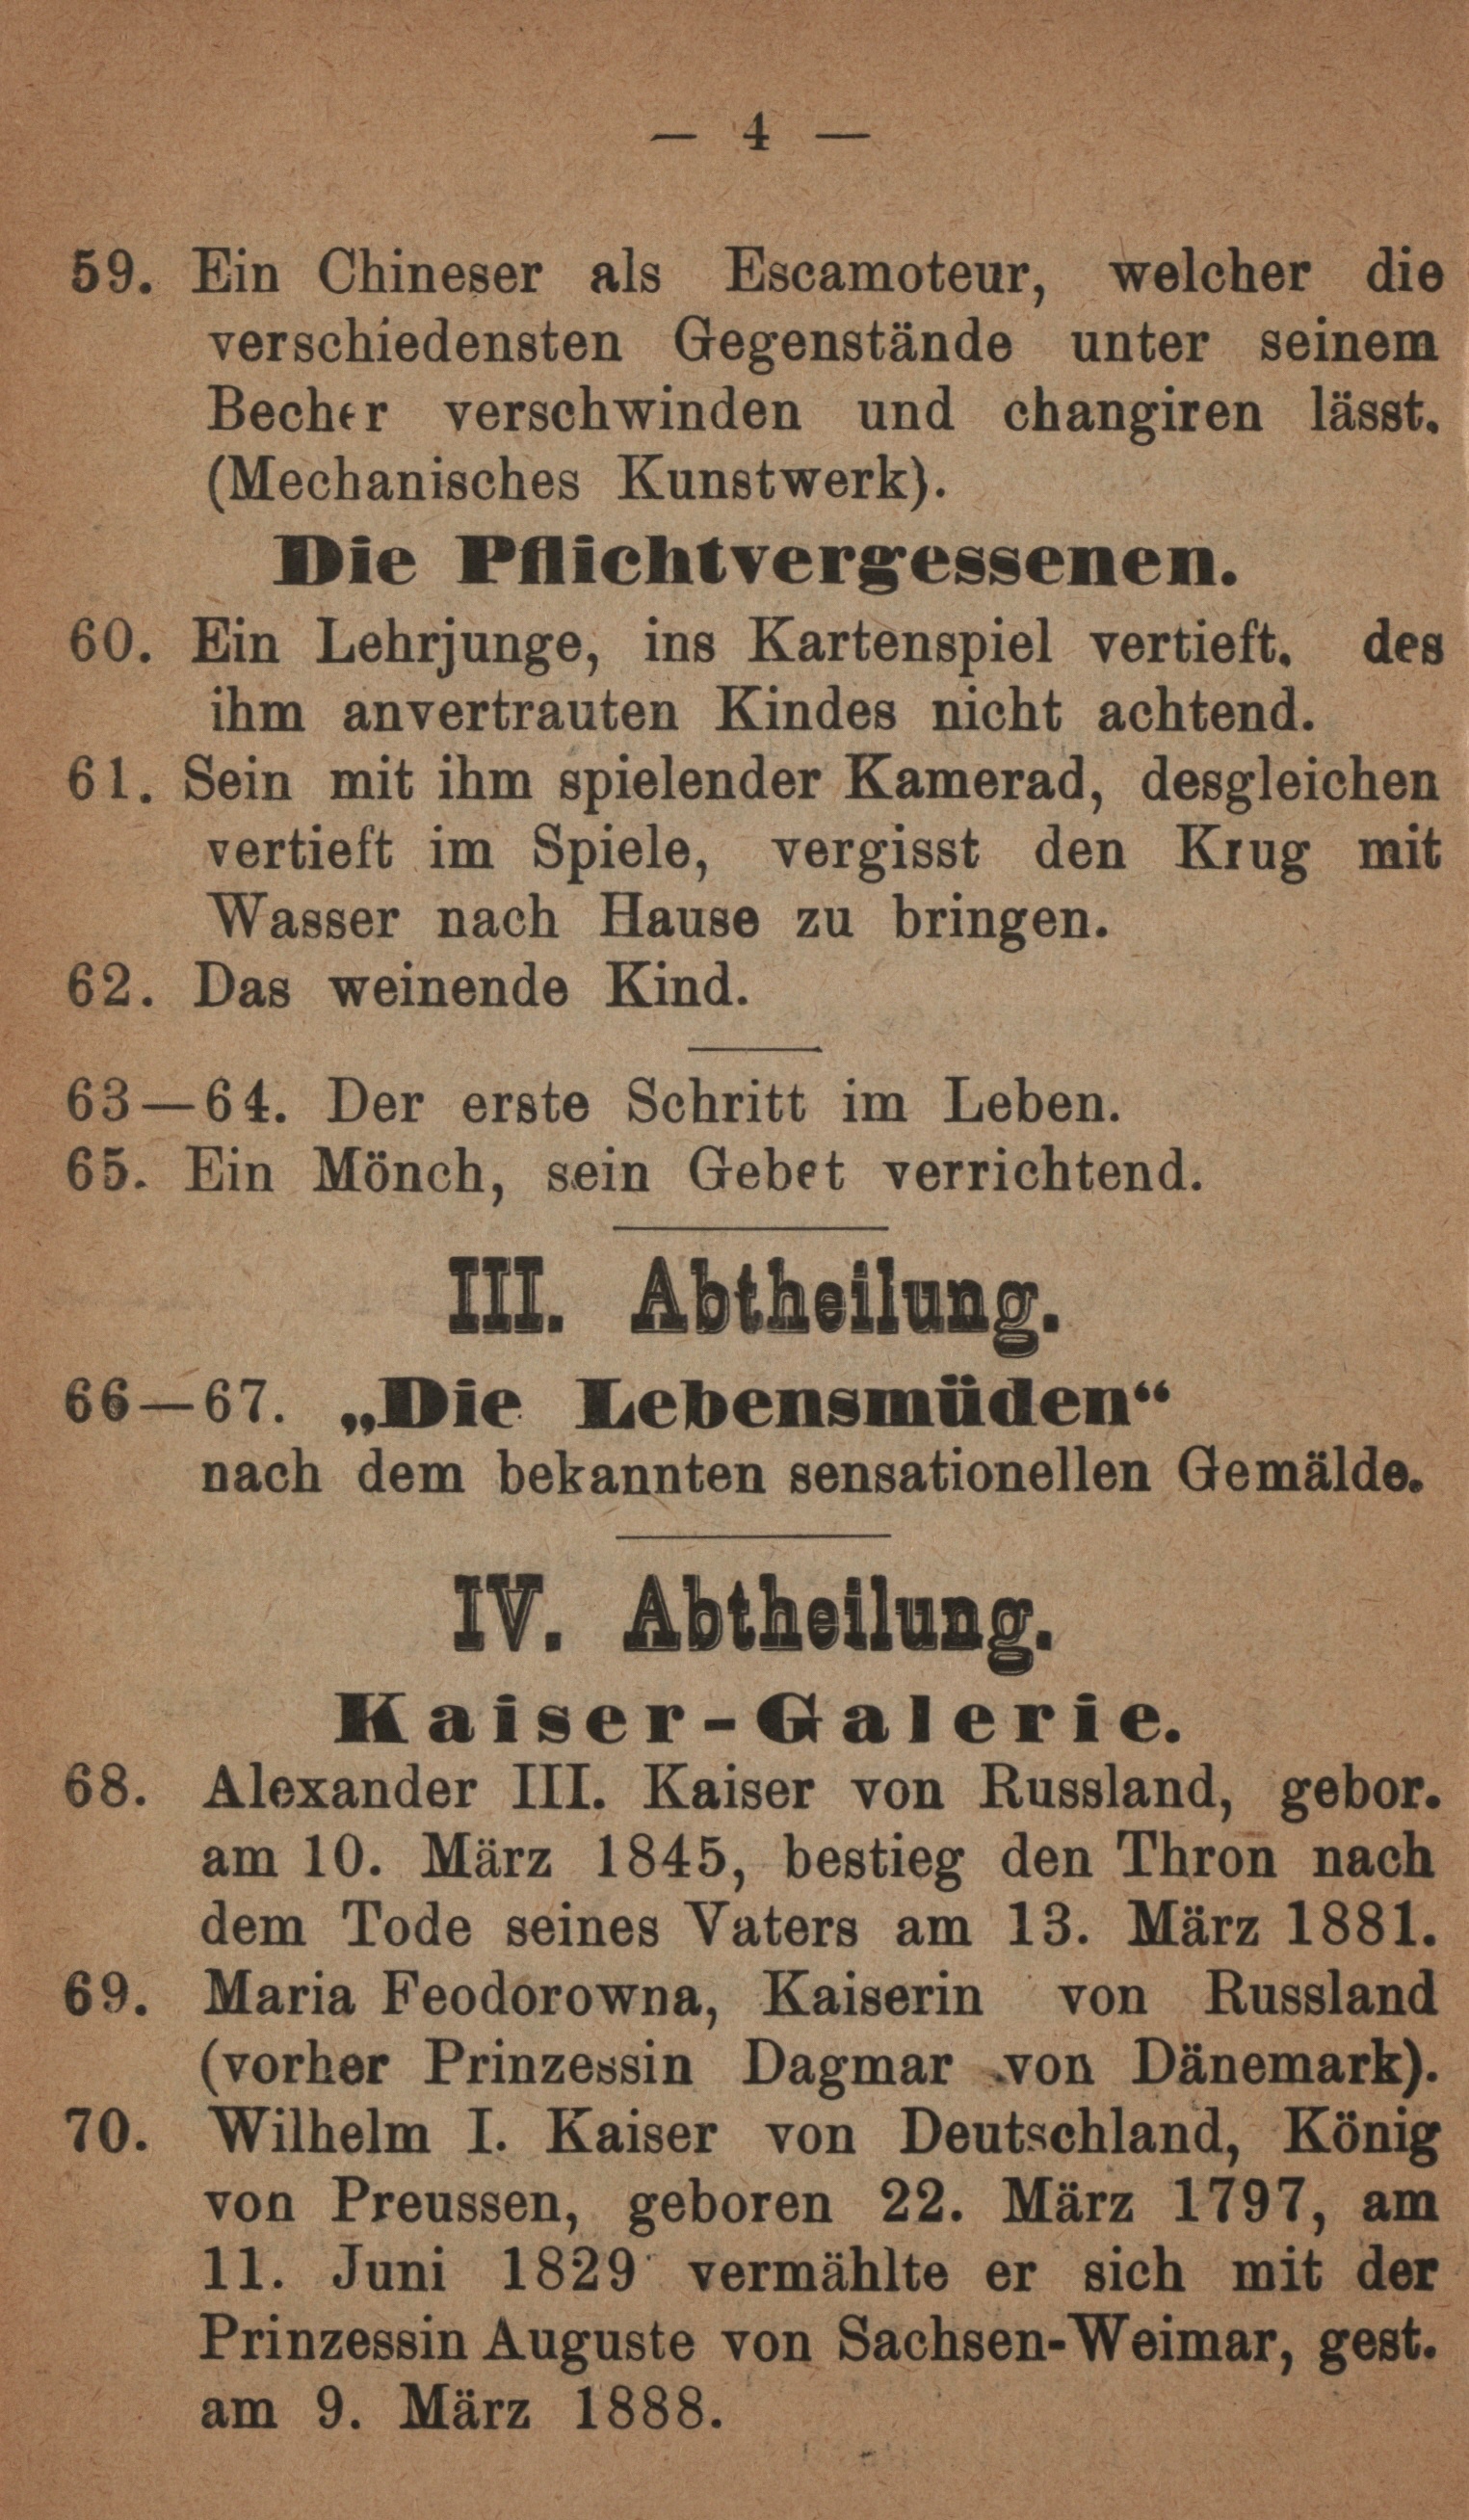 — 4 —
59. Ein Chineser als Escamoteur, welcher die
verschiedensten Gegenstände unter seinem
Becher verschwinden und changiren lässt.
(Mechanisches Kunstwerk).
Die Pflichtvergessenen.
60. Ein Lehrjunge, ins Kartenspiel vertieft. des
ihm anvertrauten Kindes nicht achtend.
61. Sein mit ihm spielender Kamerad, desgleichen
vertieft im Spiele, vergisst den Krug mit
Wasser nach Hause zu bringen.
62. Das weinende Kind.
63—64. Der erste Schritt im Leben.
65. Ein Mönch, sein Gebet verrichtend.
III. Abtheilung.
66—67. „Die Lebensmüden“
nach dem bekannten sensationellen Gemälde.
IV. Abtheilung.
Kaiser-Galerie.
68. Alexander III. Kaiser von Russland, gebor.
am 10. März 1845, bestieg den Thron nach
dem Tode seines Vaters am 13. März 1881.
69. Maria Feodorowna, Kaiserin von Russland
(vorher Prinzessin Dagmar von Dänemark).
70. Wilhelm I. Kaiser von Deutschland, König
von Preussen, geboren 22. März 1797, am
11. Juni 1829 vermählte er sich mit der
Prinzessin Auguste von Sachsen-Weimar, gest.
am 9. März 1888.